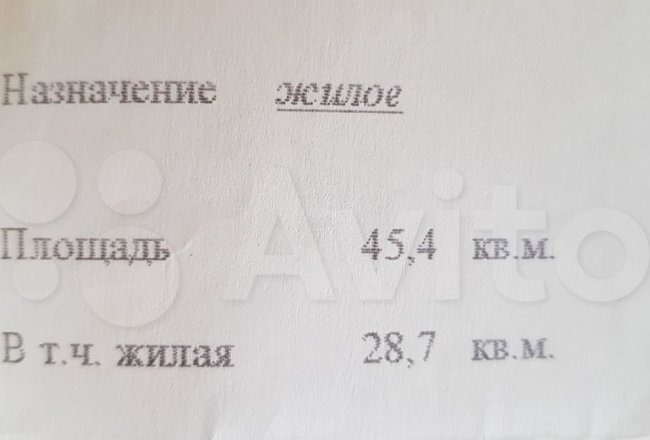 Назначение жилое
Площадь 45,4 кв.м.
Avito
В т.ч. жилая 28,7 кв.м.